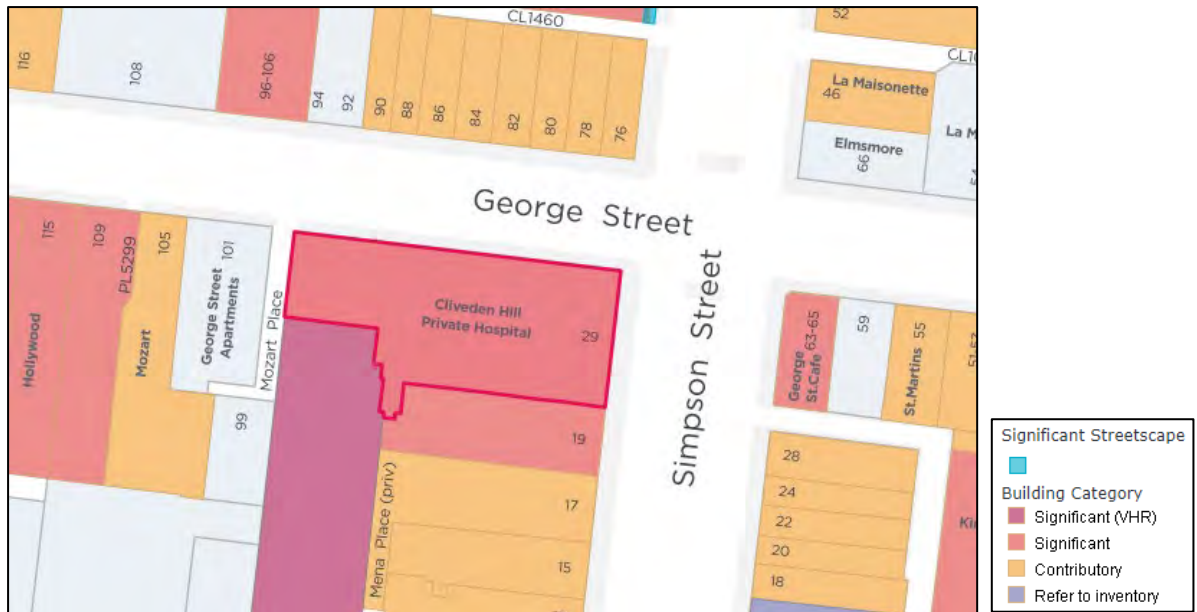 CL1460
52
116
108
96-106
94
92
90
88
86
84
82
80
78
76
La Maisonette
46
Elmsmore
66
George Street
Simpson Street
115
Hollywood
109
PL5299
105
Mozart
101
George Street
Apartments
Mozart Place
99
Cliveden Hill
Private Hospital
29
19
17
15
Mena Place (priv)
George
St.Cafe 63-65
59
St.Martins 55
28
24
22
20
18
Significant Streetscape
Building Category
Significant (VHR)
Significant
Contributory
Refer to inventory